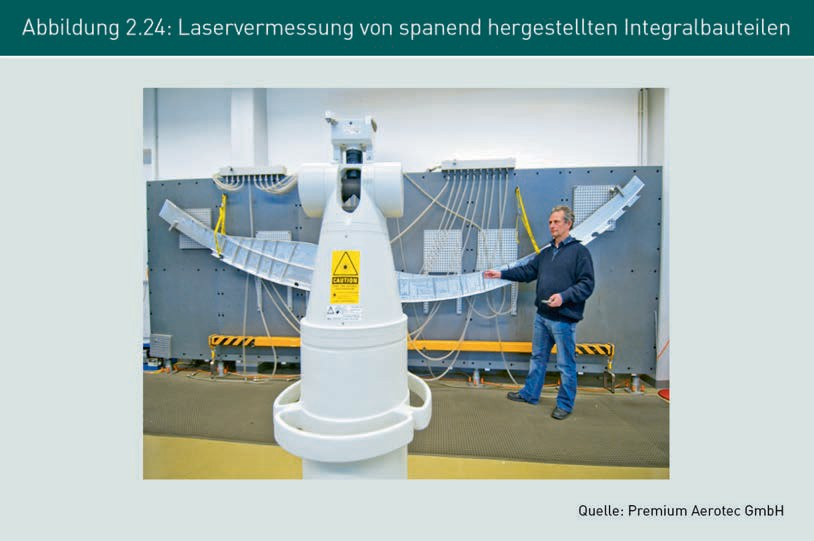 Abbildung 2.24: Laservermessung von spanend hergestellten Integralbauteilen
CAUTION
Quelle: Premium Aerotec GmbH